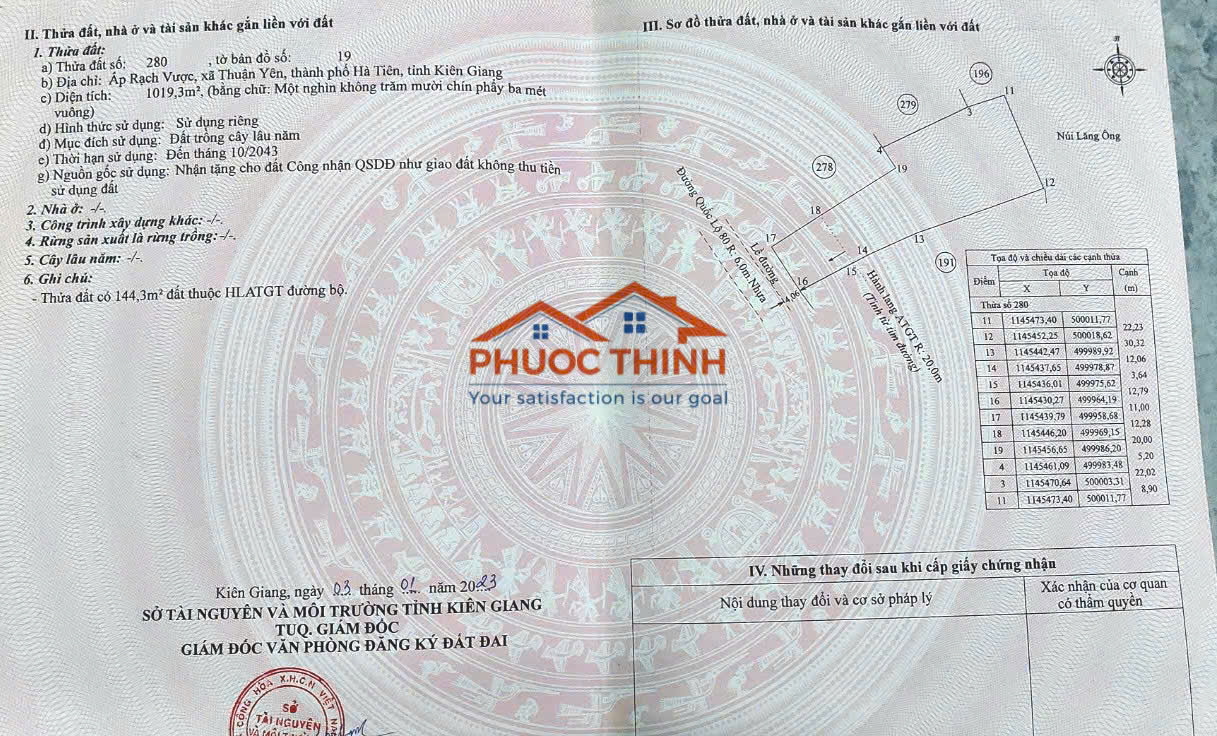 II. Thửa đất, nhà ở và tài sản khác gắn liền với đất
1. Thửa đất:
a) Thửa đất số: 280 , tờ bản đồ số: 19
b) Địa chỉ: Ấp Rạch Vược, xã Thuận Yên, thành phố Hà Tiên, tỉnh Kiên Giang
c) Diện tích: 1019,3m², (bằng chữ: Một nghìn không trăm mười chín phẩy ba mét
vuông)
d) Hình thức sử dụng: Sử dụng riêng
đ) Mục đích sử dụng: Đất trồng cây lâu năm
e) Thời hạn sử dụng: Đến tháng 10/2043
g) Nguồn gốc sử dụng: Nhận tặng cho đất Công nhận QSDĐ như giao đất không thu tiền
sử dụng đất
2. Nhà ở: -/-.
3. Công trình xây dựng khác: -/-.
4. Rừng sản xuất là rừng trồng: -/-.
5. Cây lâu năm: -/-.
6. Ghi chú:
- Thửa đất có 144,3m² đất thuộc HLATGT đường bộ.
Kiên Giang, ngày 03 tháng 01 năm 2023
SỞ TÀI NGUYÊN VÀ MÔI TRƯỜNG TỈNH KIÊN GIANG
TUQ. GIÁM ĐỐC
GIÁM ĐỐC VĂN PHÒNG ĐĂNG KÝ ĐẤT ĐAI
CỘNG HÒA X.H.C.N VIỆT NAM
SỞ
TÀI NGUYÊN
PHUOC THINH
Your satisfaction is our goal
III. Sơ đồ thửa đất, nhà ở và tài sản khác gắn liền với đất
196
11
279
3
Núi Lăng Ông
4
278
19
12
18
17
13
14
191
15
16
4,06
Đường Quốc Lộ 80 R: 6.0m Nhựa
Lề đường
Hành lang ATGT R: 20.0m
(Tính từ tim đường)
Tọa độ và chiều dài các cạnh thửa
Điểm Tọa độ Cạnh
X Y (m)
Thửa số 280
11 1145473,40 500011,77
22,23
12 1145452,25 500018,62
30,32
13 1145442,47 499989,92
12,06
14 1145437,65 499978,87
3,64
15 1145436,01 499975,62
12,79
16 1145430,27 499964,19
11,00
17 1145439,79 499958,68
12,28
18 1145446,20 499969,15
20,00
19 1145456,65 499986,20
5,20
4 1145461,09 499983,48
22,02
3 1145470,64 500003,31
8,90
11 1145473,40 500011,77
IV. Những thay đổi sau khi cấp giấy chứng nhận
Nội dung thay đổi và cơ sở pháp lý
Xác nhận của cơ quan
có thẩm quyền